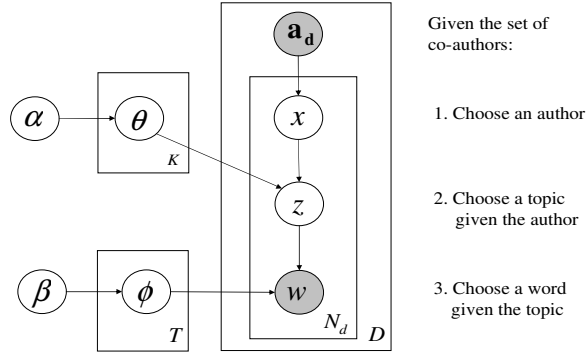 a_d
Given the set of
co-authors:
α
θ
x
1. Choose an author
K
z
2. Choose a topic
given the author
β
ϕ
w
3. Choose a word
given the topic
T
N_d
D